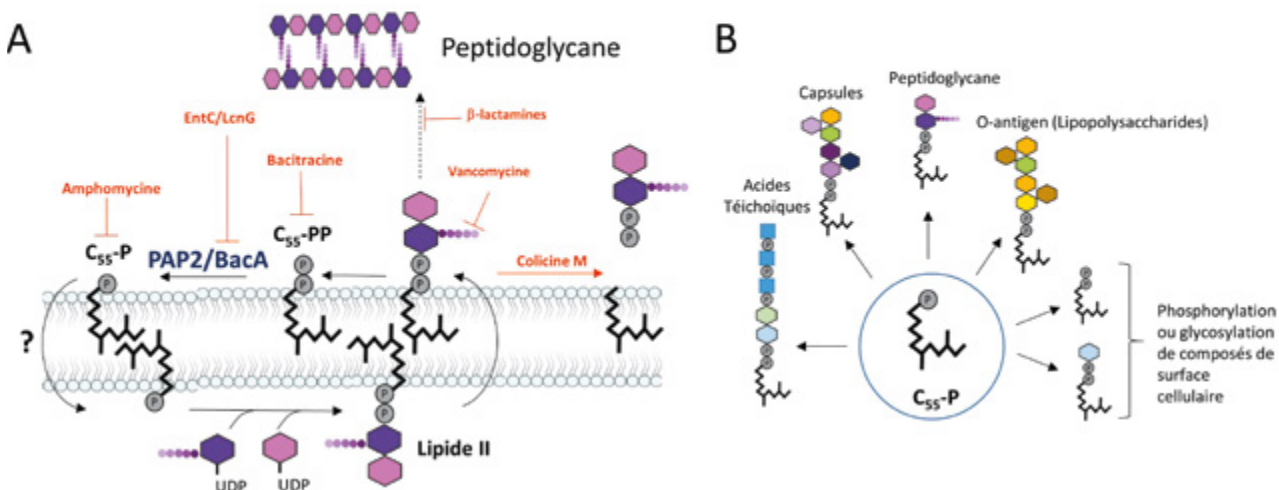 A
Peptidoglycane
EntC/LcnG
β-lactamines
Bacitracine
Vancomycine
Amphomycine
C55-P
PAP2/BacA
C55-PP
P
P
P
P
P
P
P
P
Colicine M
?
P
P
P
Lipide II
UDP
UDP
B
Peptidoglycane
Capsules
O-antigen (Lipopolysaccharides)
Acides
Téichoïques
P
P
P
P
P
P
P
P
P
P
P
P
C55-P
P
P
P
P
Phosphorylation
ou glycosylation
de composés de
surface
cellulaire